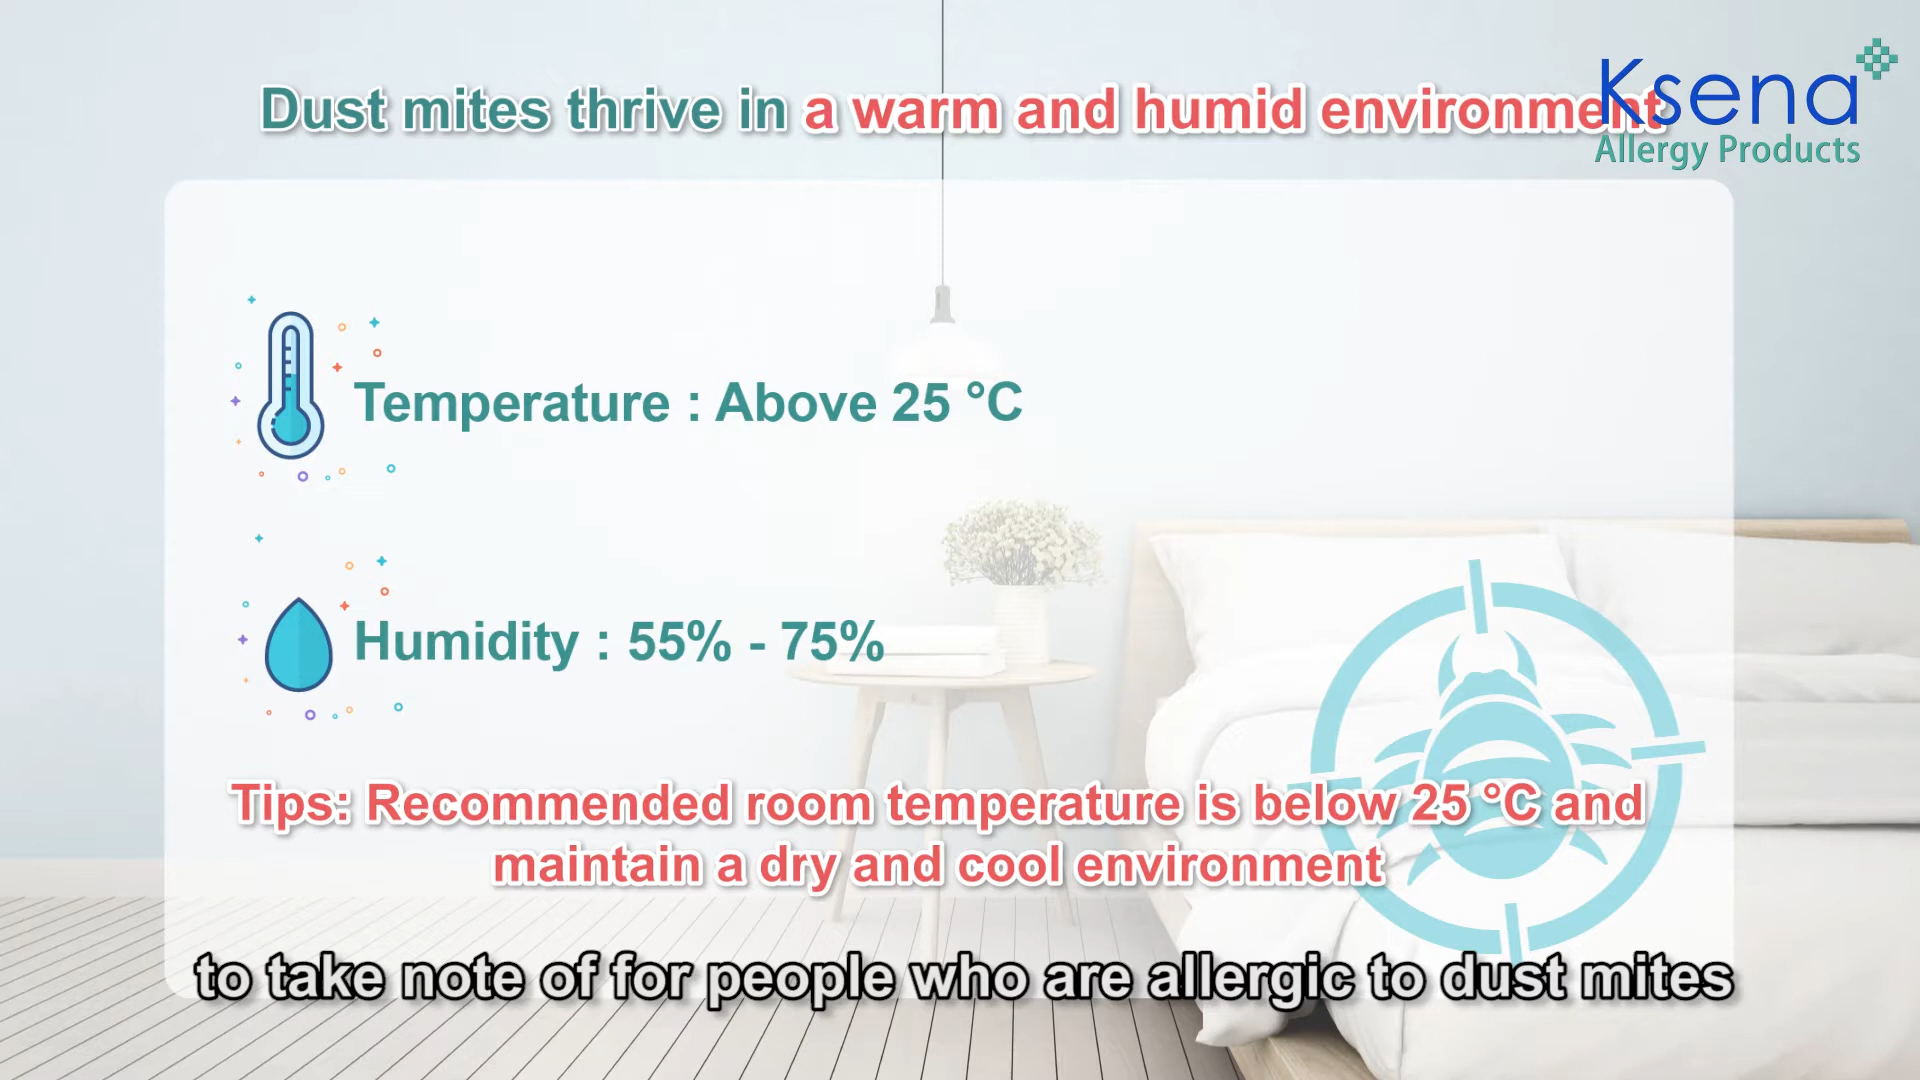 Dust mites thrive in a warm and humid environment
Ksena
Allergy Products
Temperature : Above 25 °C
Humidity : 55% - 75%
Tips: Recommended room temperature is below 25 °C and
maintain a dry and cool environment
to take note of for people who are allergic to dust mites